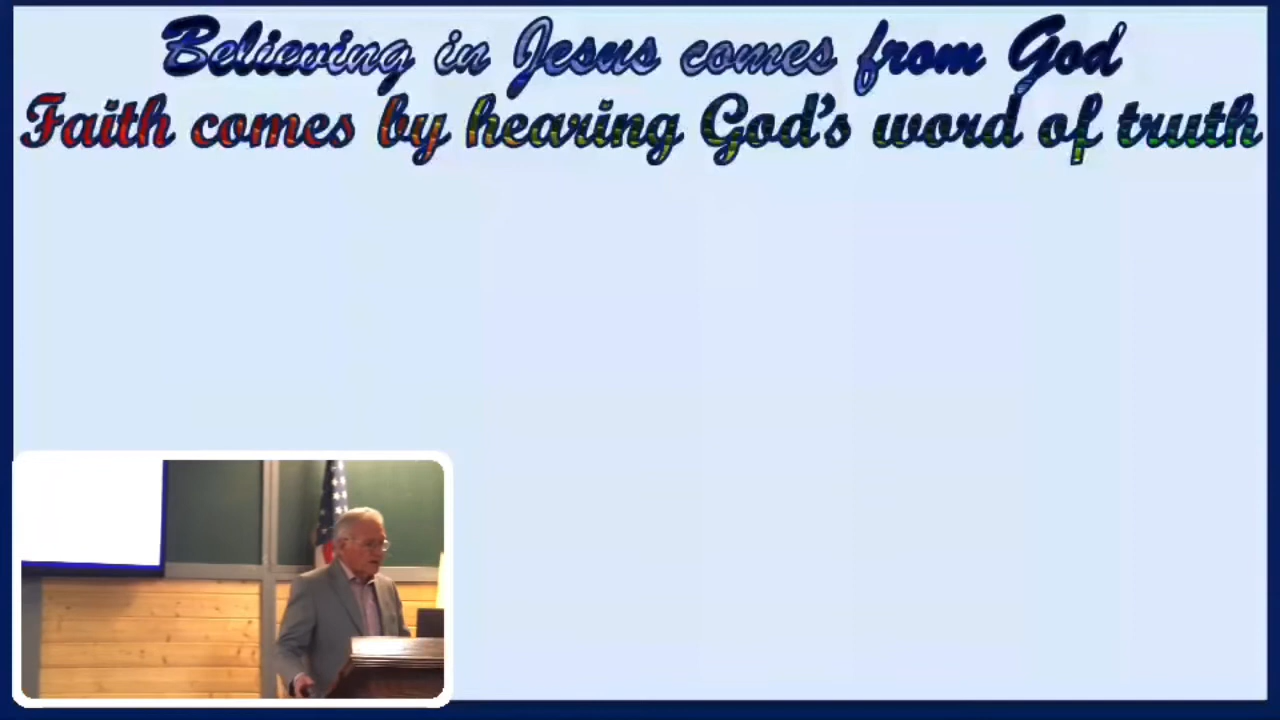 Believing in Jesus comes from God
Faith comes by hearing God’s word of truth